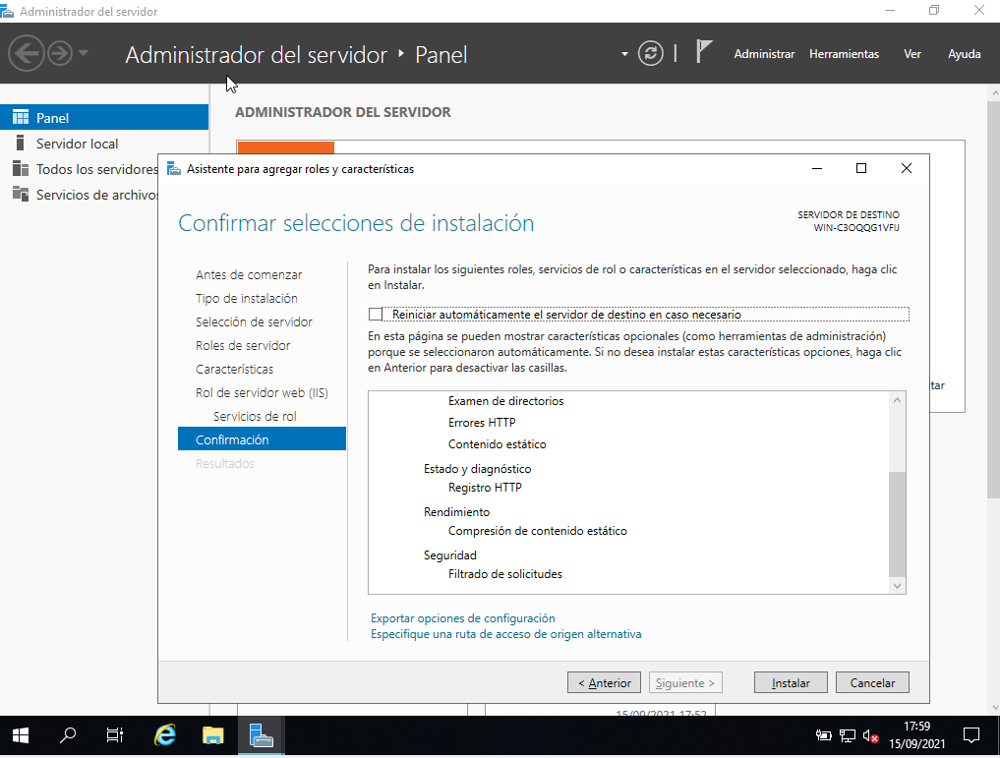 Administrador del servidor
Administrador del servidor ‣ Panel
Administrar Herramientas Ver Ayuda
Panel
Servidor local
Todos los servidores
Servicios de archivos
ADMINISTRADOR DEL SERVIDOR
Asistente para agregar roles y características
Confirmar selecciones de instalación
SERVIDOR DE DESTINO
WIN-C3OQQG1VFIJ
Antes de comenzar
Tipo de instalación
Selección de servidor
Roles de servidor
Características
Rol de servidor web (IIS)
Servicios de rol
Confirmación
Resultados
Para instalar los siguientes roles, servicios de rol o características en el servidor seleccionado, haga clic
en Instalar.
Reiniciar automáticamente el servidor de destino en caso necesario
En esta página se pueden mostrar características opcionales (como herramientas de administración)
porque se seleccionaron automáticamente. Si no desea instalar estas características opciones, haga clic
en Anterior para desactivar las casillas.
Examen de directorios
Errores HTTP
Contenido estático
Estado y diagnóstico
Registro HTTP
Rendimiento
Compresión de contenido estático
Seguridad
Filtrado de solicitudes
Exportar opciones de configuración
Especifique una ruta de acceso de origen alternativa
< Anterior Siguiente > Instalar Cancelar
tar
15/09/2021 17:52
17:59
15/09/2021